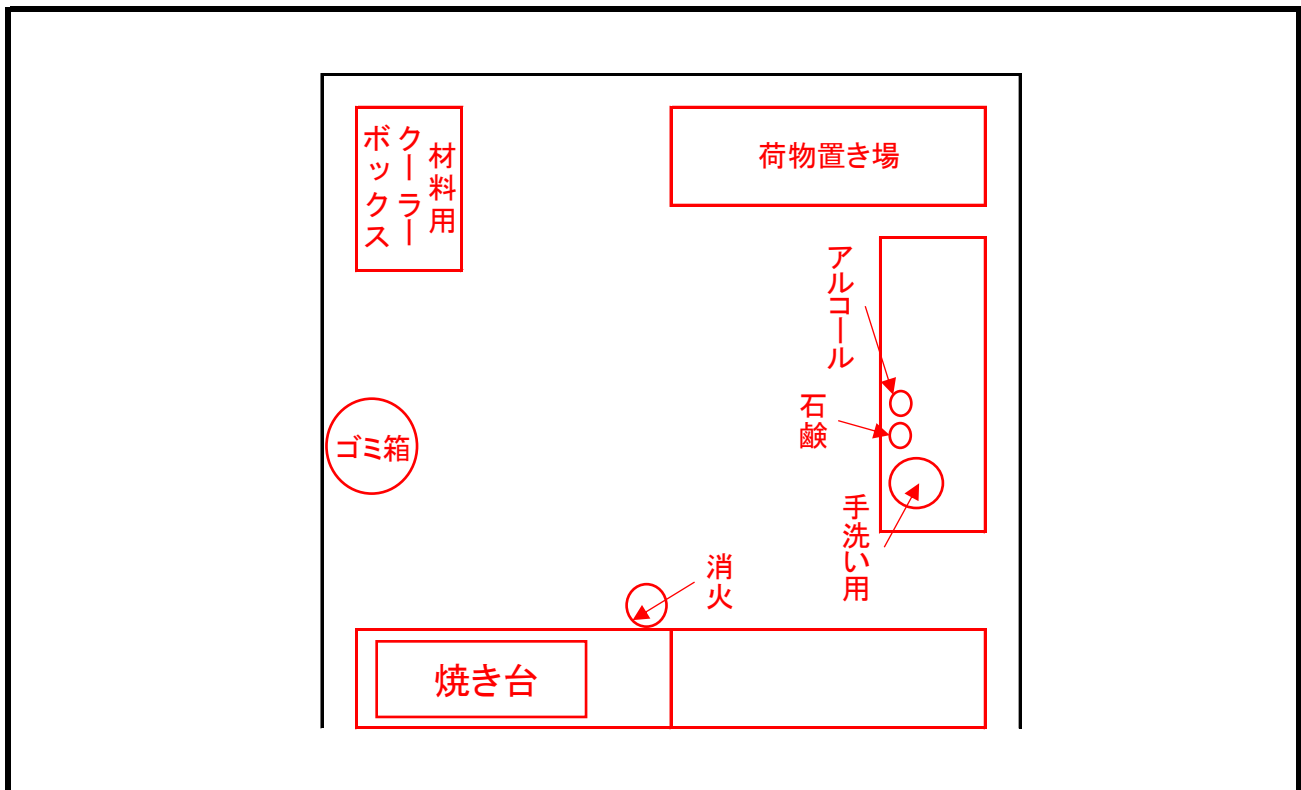 材料用
クーラー
ボックス
荷物置き場
アルコール
石鹸
ゴミ箱
手洗い用
消火
焼き台